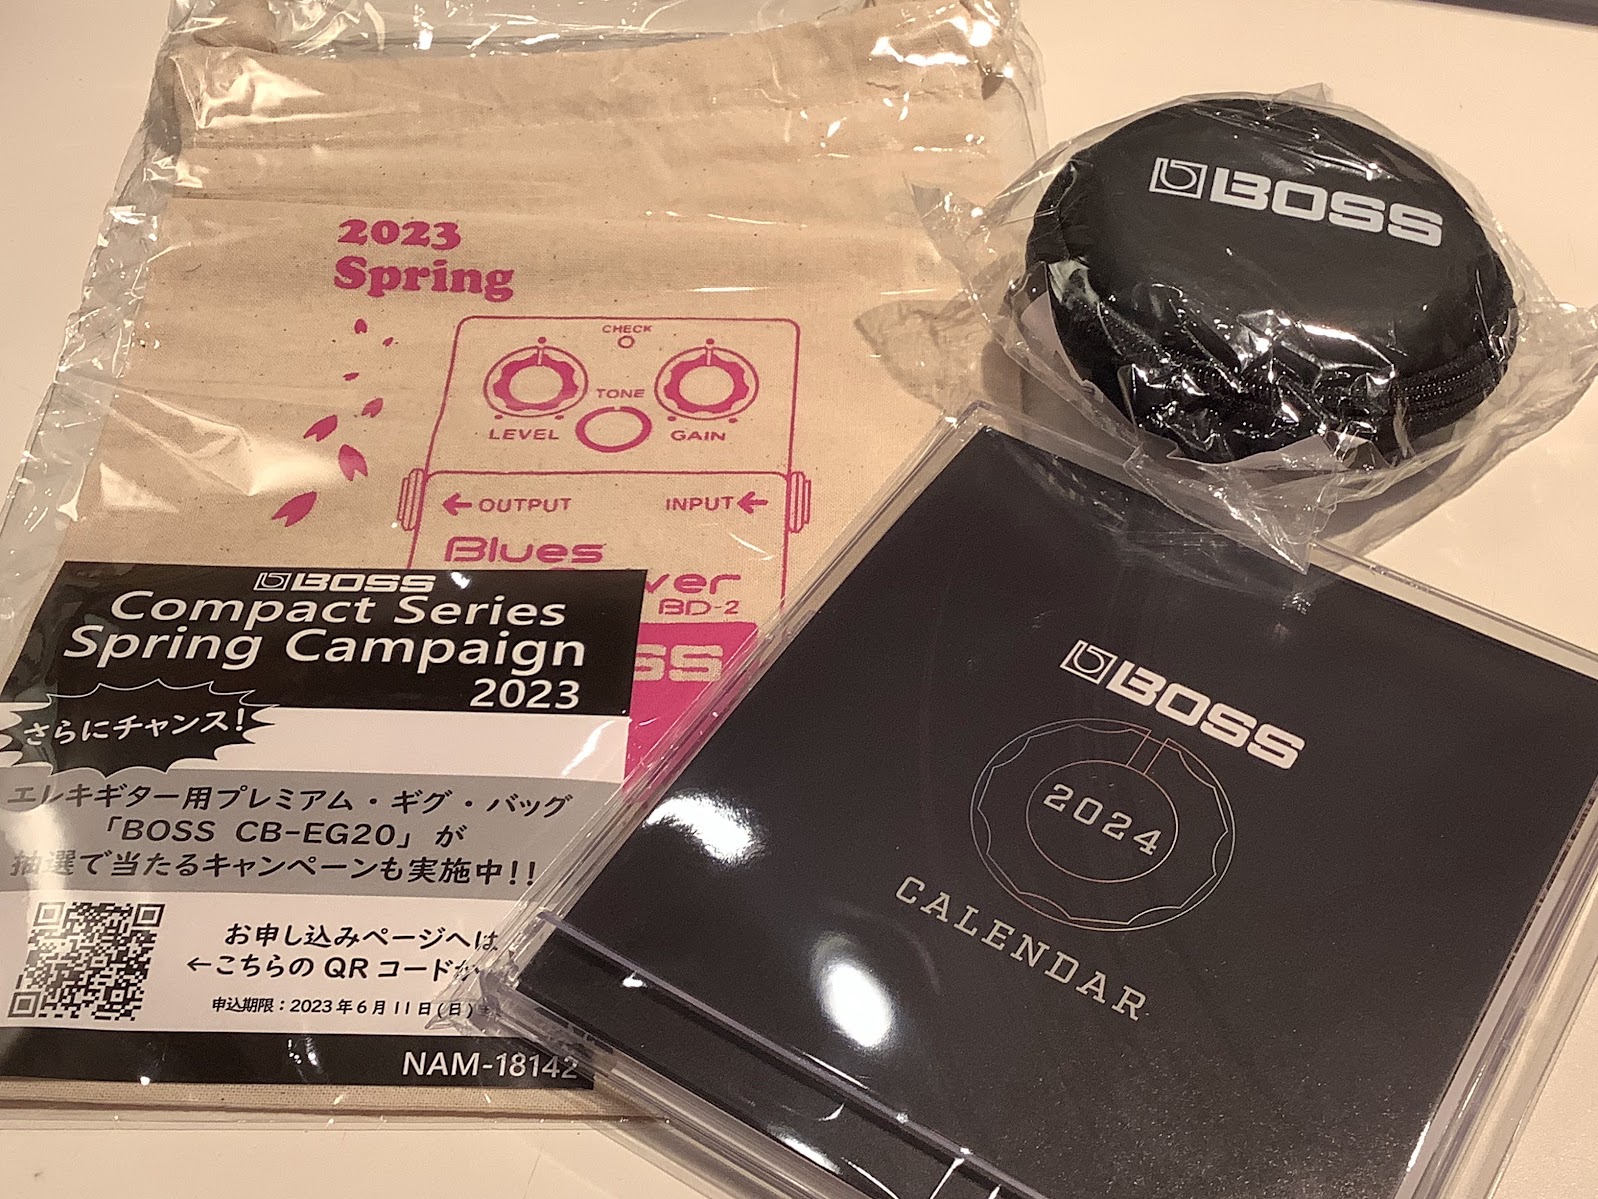 2023
Spring
CHECK
TONE
LEVEL
GAIN
OUTPUT
INPUT
Blues
BD-2
BOSS
Compact Series
Spring Campaign
2023
さらにチャンス!
エレキギター用プレミアム・ギグ・バッグ
「BOSS CB-EG20」が
抽選で当たるキャンペーンも実施中!!
お申し込みページへは
←こちらのQRコードか
申込期限:2023年6月11日(日)
NAM-18142
BOSS
BOSS
2024
CALENDAR